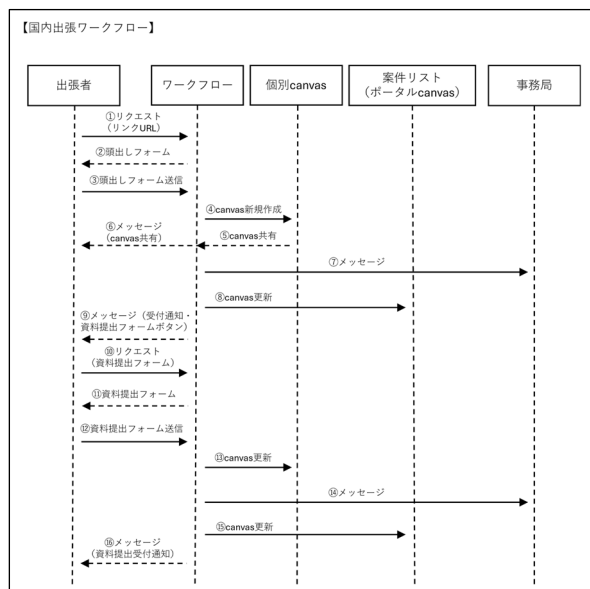 【国内出張ワークフロー】
出張者
ワークフロー
個別canvas
案件リスト
（ポータルcanvas）
事務局
①リクエスト
（リンクURL）
②頭出しフォーム
③頭出しフォーム送信
④canvas新規作成
⑤canvas共有
⑥メッセージ
（canvas共有）
⑦メッセージ
⑧canvas更新
⑨メッセージ（受付通知・
資料提出フォームボタン）
⑩リクエスト
（資料提出フォーム）
⑪資料提出フォーム
⑫資料提出フォーム送信
⑬canvas更新
⑭メッセージ
⑮canvas更新
⑯メッセージ
（資料提出受付通知）